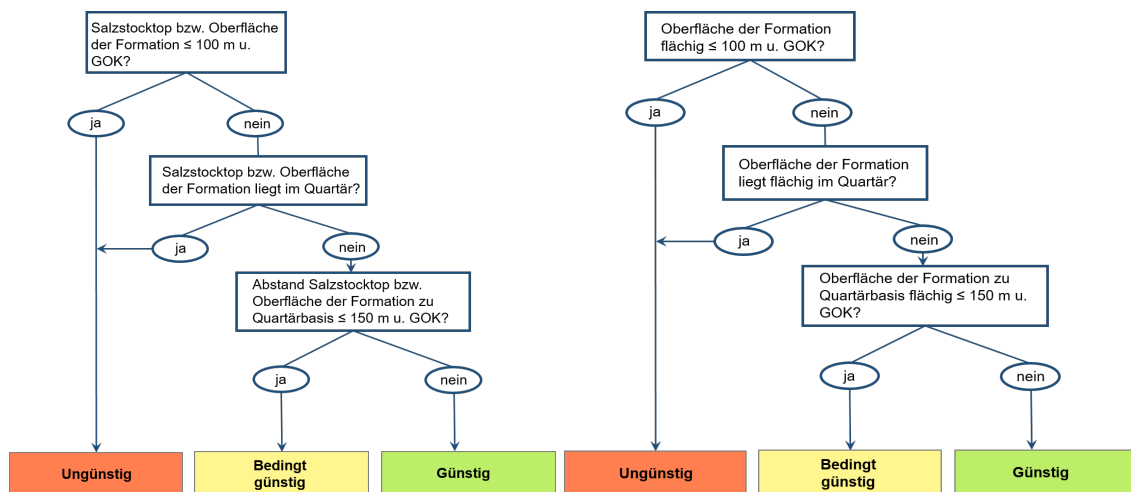 Salzstocktop bzw. Oberfläche
der Formation ≤ 100 m u.
GOK?
ja
nein
Salzstocktop bzw. Oberfläche
der Formation liegt im Quartär?
ja
nein
Abstand Salzstocktop bzw.
Oberfläche der Formation zu
Quartärbasis ≤ 150 m u. GOK?
ja
nein
Ungünstig
Bedingt
günstig
Günstig
Oberfläche der Formation
flächig ≤ 100 m u. GOK?
ja
nein
Oberfläche der Formation
liegt flächig im Quartär?
ja
nein
Oberfläche der Formation zu
Quartärbasis flächig ≤ 150 m u.
GOK?
ja
nein
Ungünstig
Bedingt
günstig
Günstig